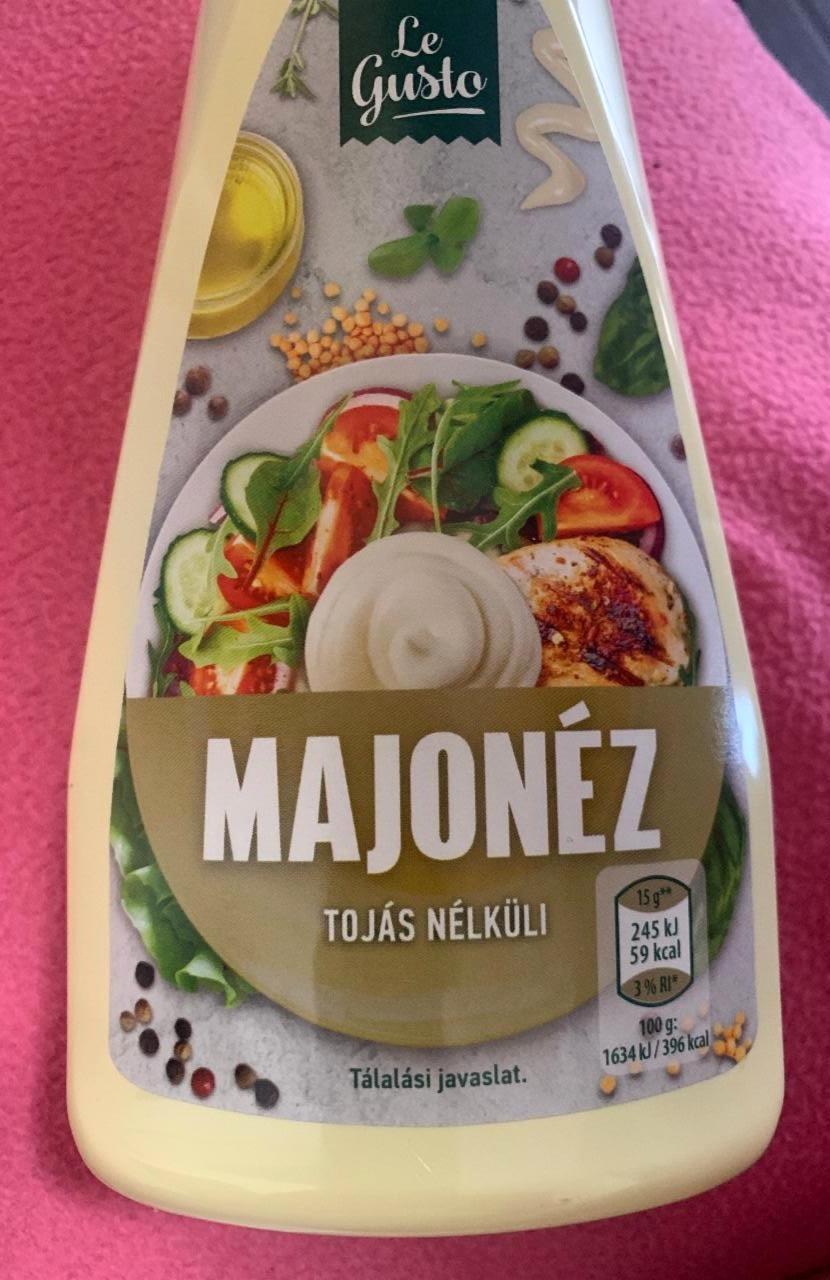 Le
Gusto
MAJONÉZ
TOJÁS NÉLKÜLI
15 g**
245 kJ
59 kcal
3 % RI*
100 g:
1634 kJ / 396 kcal
Tálalási javaslat.